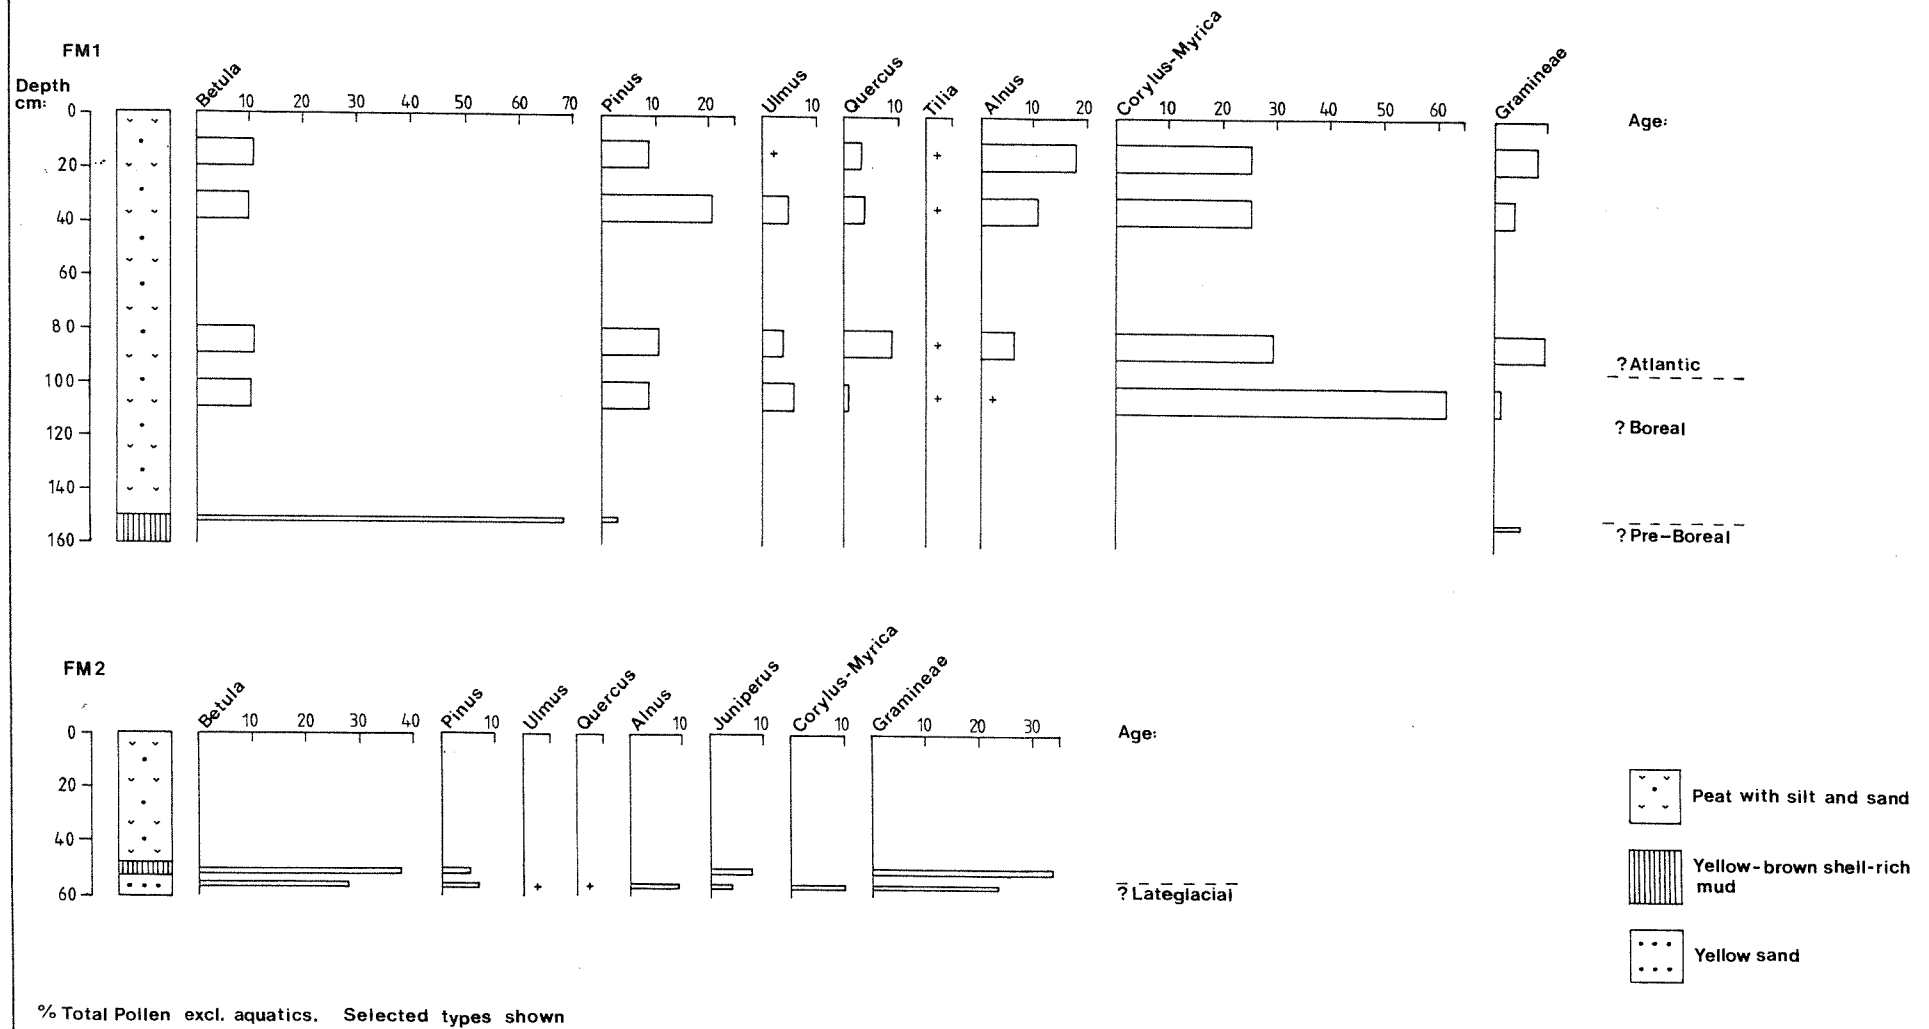 FM1
Depth
cm:
Betula
Pinus
Ulmus
Quercus
Tilia
Alnus
Corylus-Myrica
Gramineae
Age:
10 20 30 40 50 60 70
10 20
10
10
10 20
10 20 30 40 50 60
0
20
40
60
80
100
120
140
160
+
+
+
+
+
+
+
? Atlantic
? Boreal
? Pre-Boreal
FM2
Betula
Pinus
Ulmus
Quercus
Alnus
Juniperus
Corylus-Myrica
Gramineae
Age:
10 20 30 40
10
10
10
10
10 20 30
0
20
40
60
+
+
? Lateglacial
Peat with silt and sand
Yellow-brown shell-rich
mud
Yellow sand
% Total Pollen excl. aquatics. Selected types shown